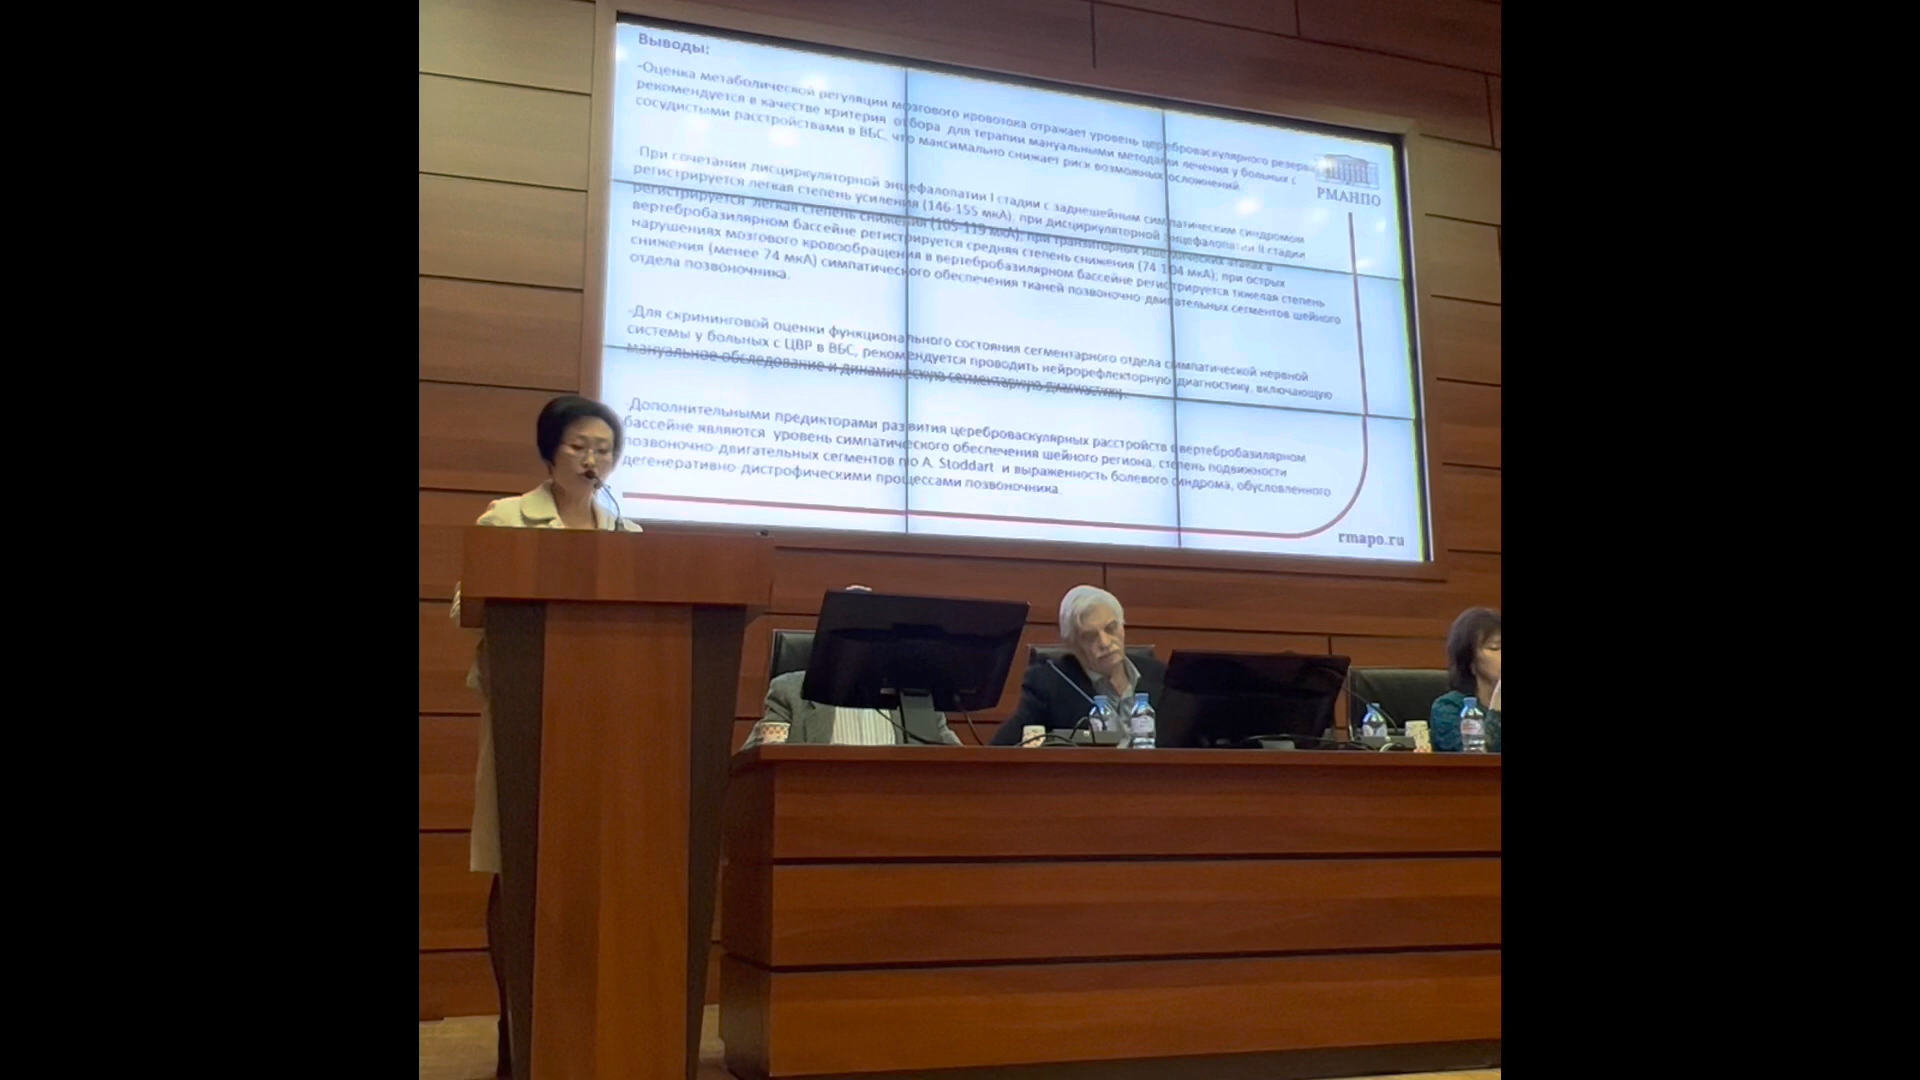 Выводы:
-Оценка метаболической регуляции мозгового кровотока отражает уровень цереброваскулярного резерва
рекомендуется в качестве критерия отбора для терапии мануальными методами лечения у больных с
сосудистыми расстройствами в ВБС, что максимально снижает риск возможных осложнений.
-При сочетании дисциркуляторной энцефалопатии I стадии с заднешейным симпатическим синдромом
регистрируется легкая степень усиления (146-155 мкА), при дисциркуляторной энцефалопатии II стадии
регистрируется легкая степень снижения (105-119 мкА), при транзиторных ишемических атаках в
вертебробазилярном бассейне регистрируется средняя степень снижения (74-104 мкА); при острых
нарушениях мозгового кровообращения в вертебробазилярном бассейне регистрируется тяжелая степень
снижения (менее 74 мкА) симпатического обеспечения тканей позвоночно-двигательных сегментов шейного
отдела позвоночника.
-Для скрининговой оценки функционального состояния сегментарного отдела симпатической нервной
системы у больных с ЦВР в ВБС, рекомендуется проводить нейрорефлекторную диагностику, включающую
мануальное обследование и динамическую сегментарную диагностику.
-Дополнительными предикторами развития цереброваскулярных расстройств в вертебробазилярном
бассейне являются уровень симпатического обеспечения шейного региона, степень подвижности
позвоночно-двигательных сегментов по A. Stoddart и выраженность болевого синдрома, обусловленного
дегенеративно-дистрофическими процессами позвоночника.
РМАНПО
rmapo.ru